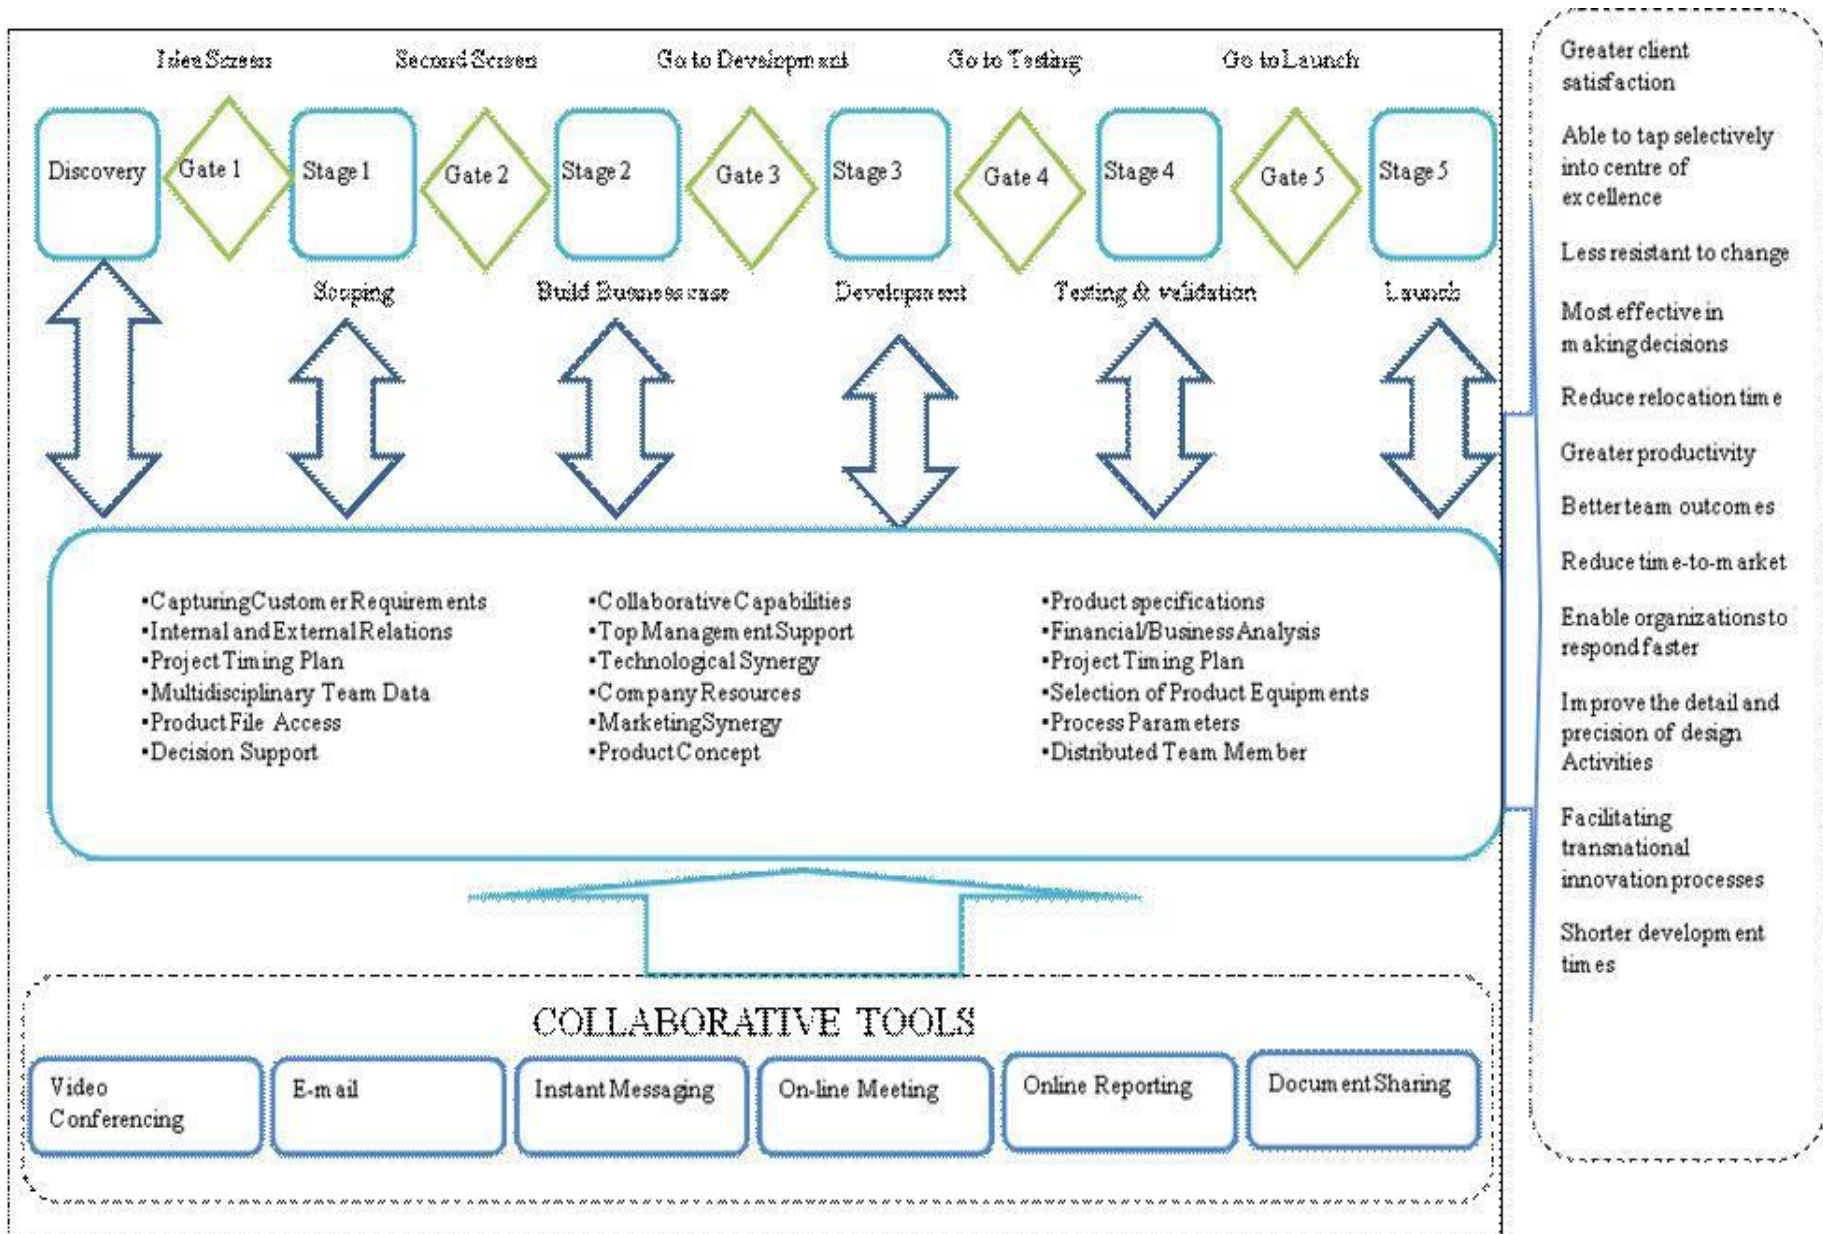 Idea Screen
Second Screen
Go to Development
Go to Testing
Go to Launch
Discovery
Gate 1
Stage 1
Gate 2
Stage 2
Gate 3
Stage 3
Gate 4
Stage 4
Gate 5
Stage 5
Scoping
Build Business case
Development
Testing & validation
Launch
•Capturing Customer Requirements
•Internal and External Relations
•Project Timing Plan
•Multidisciplinary Team Data
•Product File Access
•Decision Support
•Collaborative Capabilities
•Top Management Support
•Technological Synergy
•Company Resources
•Marketing Synergy
•Product Concept
•Product specifications
•Financial/Business Analysis
•Project Timing Plan
•Selection of Product Equipments
•Process Parameters
•Distributed Team Member
COLLABORATIVE TOOLS
Video
Conferencing
E-mail
Instant Messaging
On-line Meeting
Online Reporting
Document Sharing
Greater client
satisfaction
Able to tap selectively
into centre of
excellence
Less resistant to change
Most effective in
making decisions
Reduce relocation time
Greater productivity
Better team outcomes
Reduce time-to-market
Enable organizations to
respond faster
Improve the detail and
precision of design
Activities
Facilitating
transnational
innovation processes
Shorter development
times